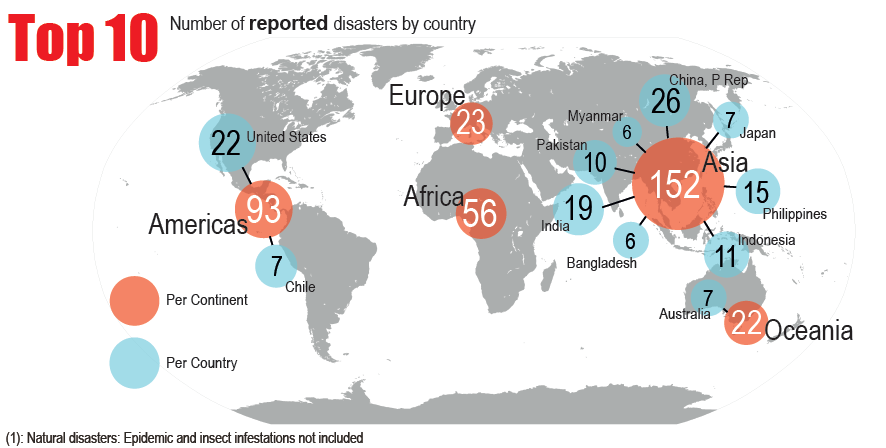 Top 10
Number of reported disasters by country
China, P Rep
26
Europe
23
Myanmar
6
7
Japan
22
United States
Pakistan
10
Asia
152
15
Philippines
Africa
56
19
India
Americas
93
6
Bangladesh
Indonesia
11
7
Chile
7
Australia
22
Oceania
Per Continent
Per Country
(1): Natural disasters: Epidemic and insect infestations not included